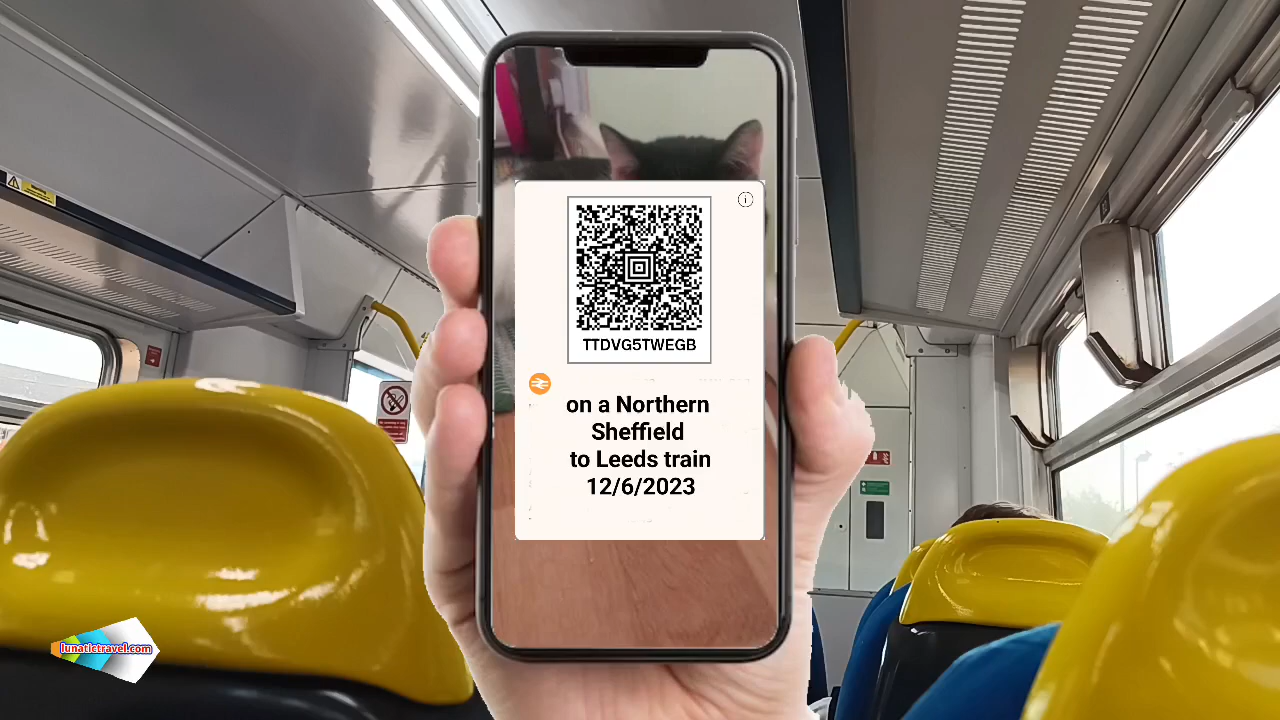 TTDVG5TWEGB
on a Northern
Sheffield
to Leeds train
12/6/2023
lunatictravel.com